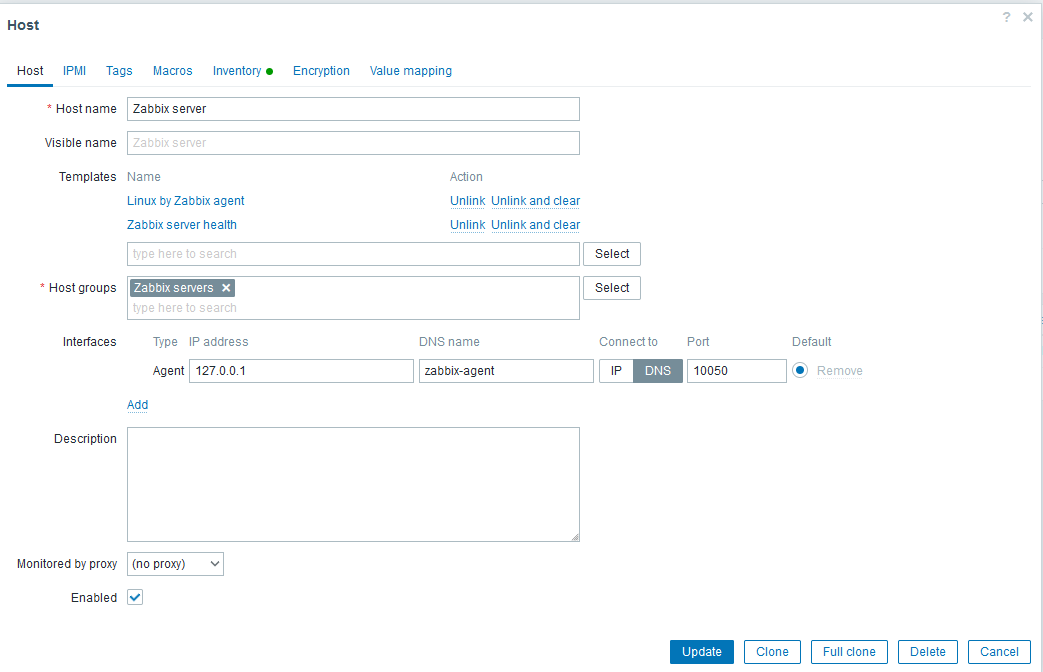 Host
? ×
Host IPMI Tags Macros Inventory Encryption Value mapping
* Host name Zabbix server
Visible name Zabbix server
Templates Name Action
Linux by Zabbix agent Unlink Unlink and clear
Zabbix server health Unlink Unlink and clear
type here to search Select
* Host groups Zabbix servers × Select
type here to search
Interfaces Type IP address DNS name Connect to Port Default
Agent 127.0.0.1 zabbix-agent IP DNS 10050 Remove
Add
Description
Monitored by proxy (no proxy)
Enabled
Update Clone Full clone Delete Cancel